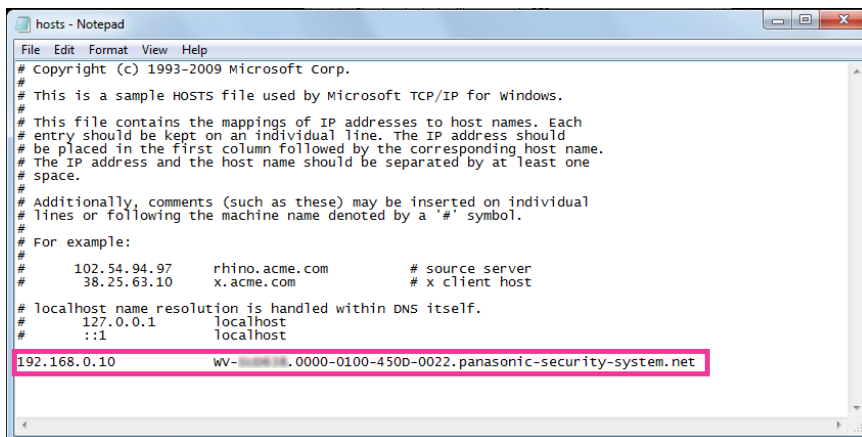 hosts - Notepad
File Edit Format View Help
# Copyright (c) 1993-2009 Microsoft Corp.
#
# This is a sample HOSTS file used by Microsoft TCP/IP for Windows.
#
# This file contains the mappings of IP addresses to host names. Each
# entry should be kept on an individual line. The IP address should
# be placed in the first column followed by the corresponding host name.
# The IP address and the host name should be separated by at least one
# space.
#
# Additionally, comments (such as these) may be inserted on individual
# lines or following the machine name denoted by a '#' symbol.
#
# For example:
#
# 102.54.94.97 rhino.acme.com # source server
# 38.25.63.10 x.acme.com # x client host
# localhost name resolution is handled within DNS itself.
# 127.0.0.1 localhost
# ::1 localhost
192.168.0.10 WV- .0000-0100-450D-0022.panasonic-security-system.net